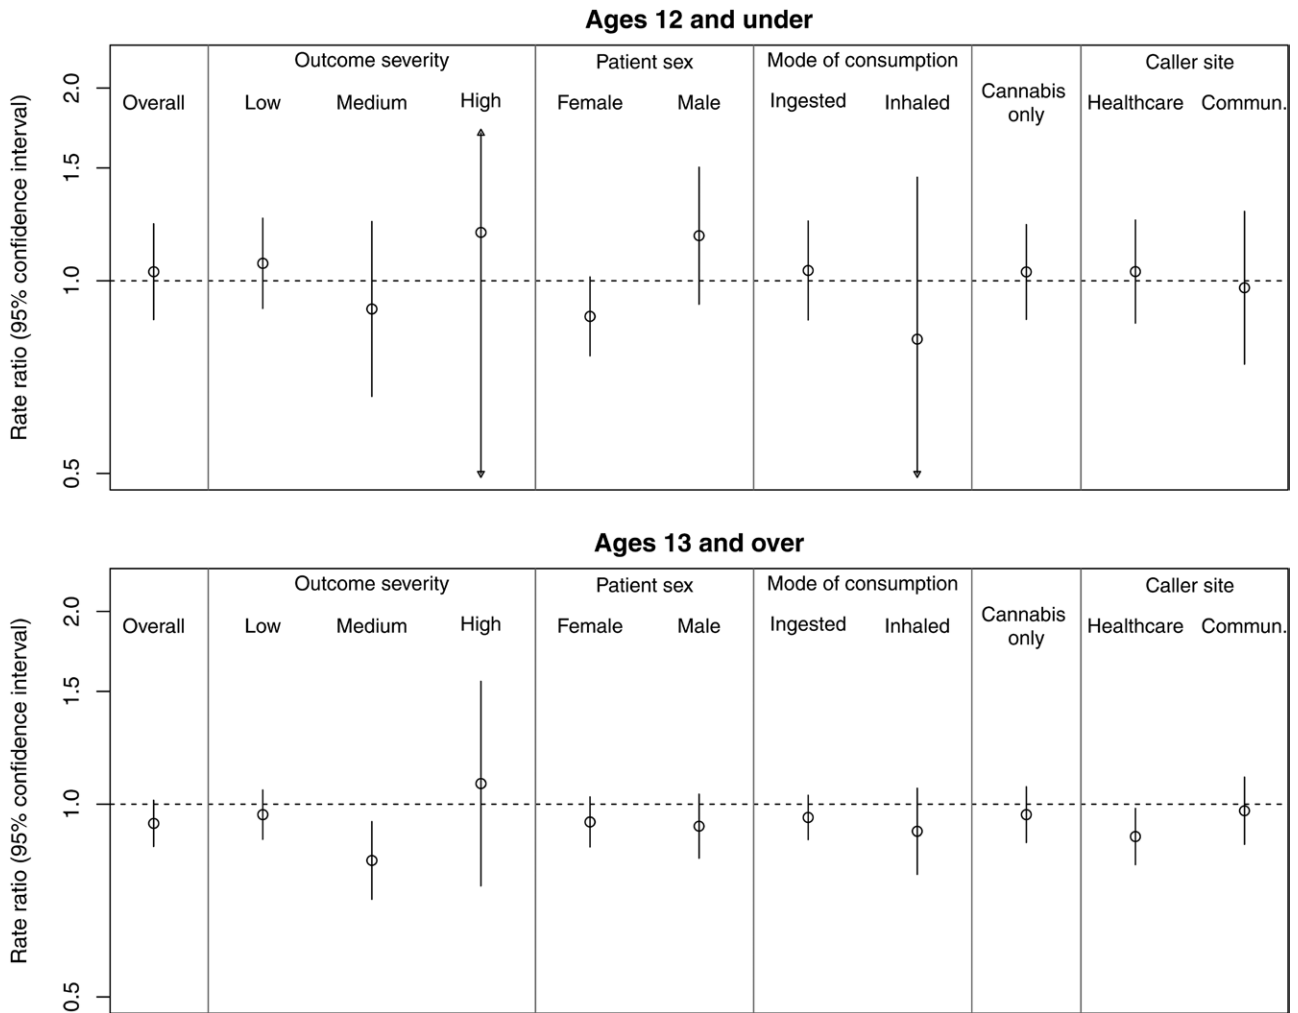 Ages 12 and under
Rate ratio (95% confidence interval)
2.0
1.5
1.0
0.5
Outcome severity
Patient sex
Mode of consumption
Caller site
Overall
Low
Medium
High
Female
Male
Ingested
Inhaled
Cannabis
only
Healthcare
Commun.
Ages 13 and over
Rate ratio (95% confidence interval)
2.0
1.5
1.0
0.5
Outcome severity
Patient sex
Mode of consumption
Caller site
Overall
Low
Medium
High
Female
Male
Ingested
Inhaled
Cannabis
only
Healthcare
Commun.